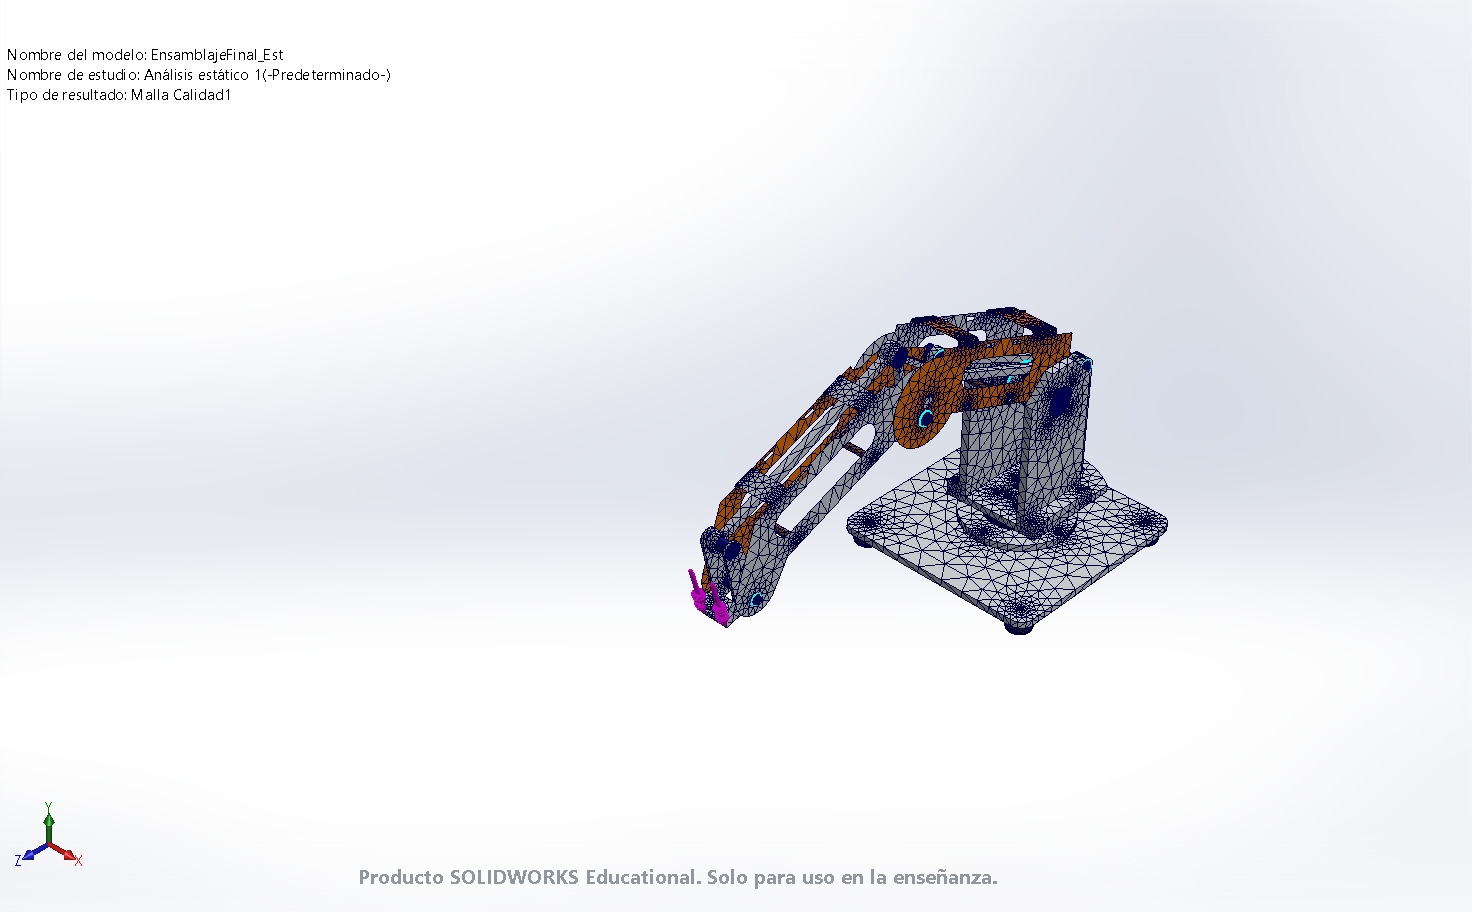 Nombre del modelo: EnsamblajeFinal_Est
Nombre de estudio: Análisis estático 1(-Predeterminado-)
Tipo de resultado: Malla Calidad1
Y
Z
X
Producto SOLIDWORKS Educational. Solo para uso en la enseñanza.